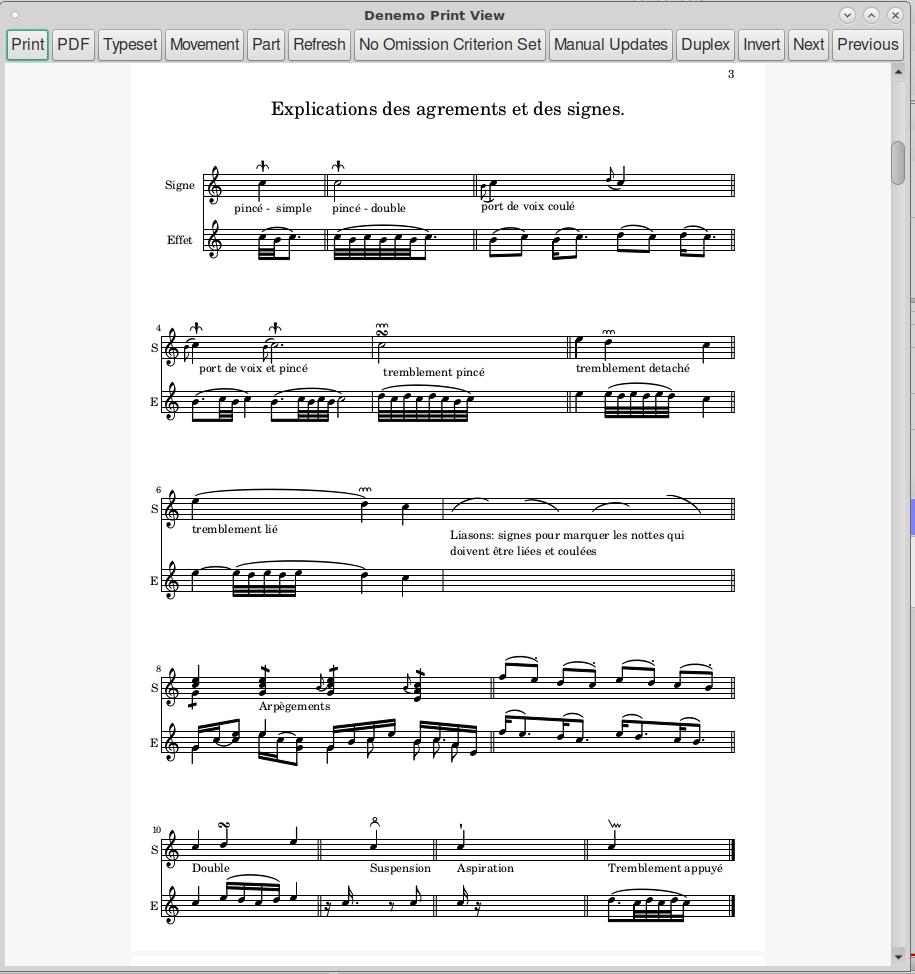 Denemo Print View
Print PDF Typeset Movement Part Refresh No Omission Criterion Set Manual Updates Duplex Invert Next Previous
3
Explications des agrements et des signes.
Signe
pincé - simple pincé - double port de voix coulé
Effet
4
S
port de voix et pincé tremblement pincé tremblement detaché
E
6
S
tremblement lié
Liasons: signes pour marquer les nottes qui
doivent être liées et coulées
E
8
S
Arpègements
E
10
S
Double Suspension Aspiration Tremblement appuyé
E